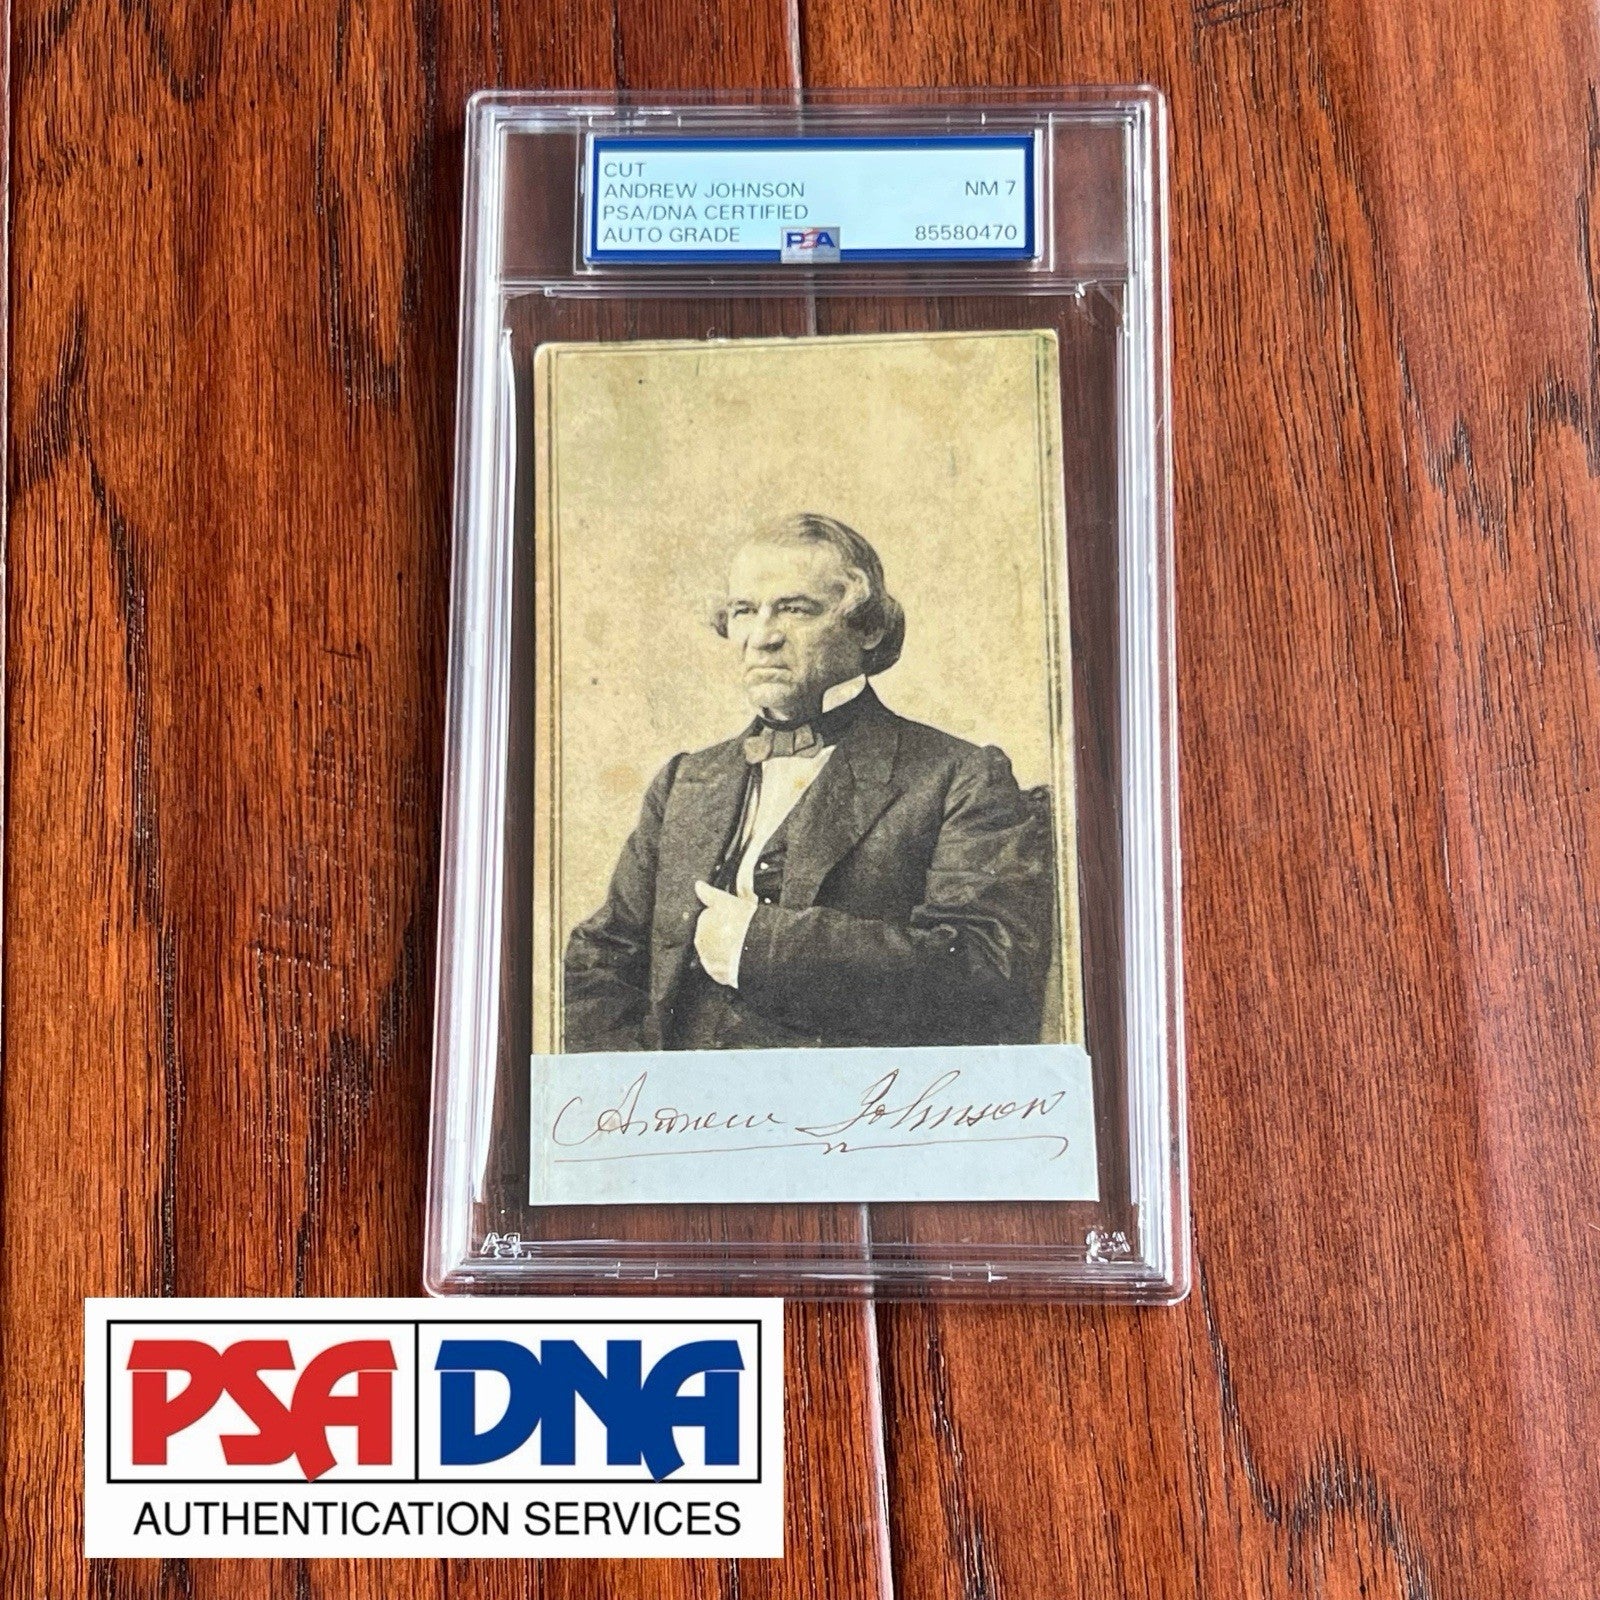 CUT
ANDREW JOHNSON NM 7
PSA/DNA CERTIFIED
AUTO GRADE PSA 85580470
Andrew Johnson
PSA DNA
AUTHENTICATION SERVICES